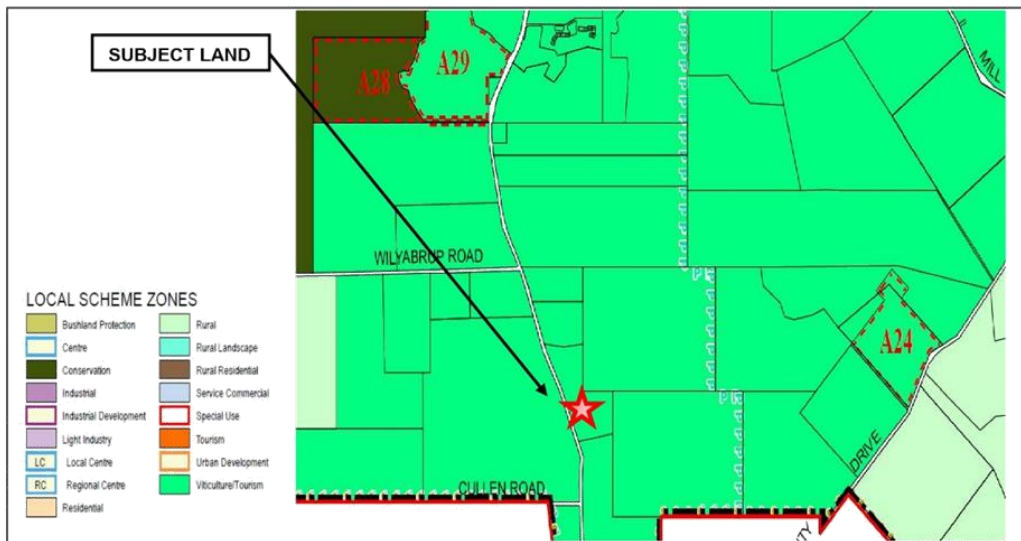 SUBJECT LAND
A28
A29
MILL
WILYABRUP ROAD
A24
CULLEN ROAD
DRIVE
LOCAL SCHEME ZONES
Bushland Protection
Rural
Centre
Rural Landscape
Conservation
Rural Residential
Industrial
Service Commercial
Industrial Development
Special Use
Light Industry
Tourism
LC Local Centre
Urban Development
RC Regional Centre
Viticulture/Tourism
Residential